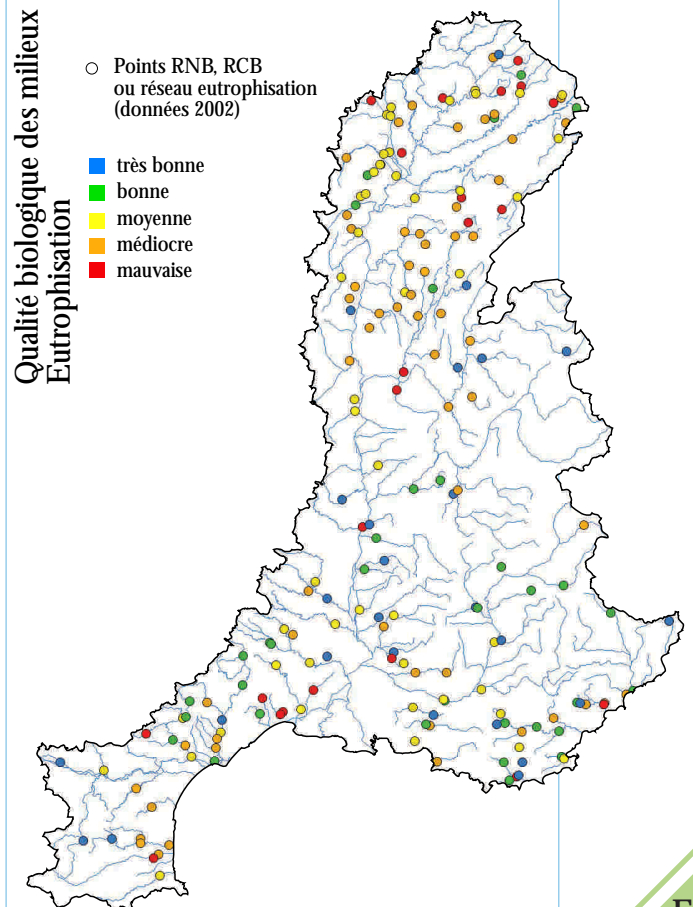 Qualité biologique des milieux
Eutrophisation
Points RNB, RCB
ou réseau eutrophisation
(données 2002)
très bonne
bonne
moyenne
médiocre
mauvaise
E